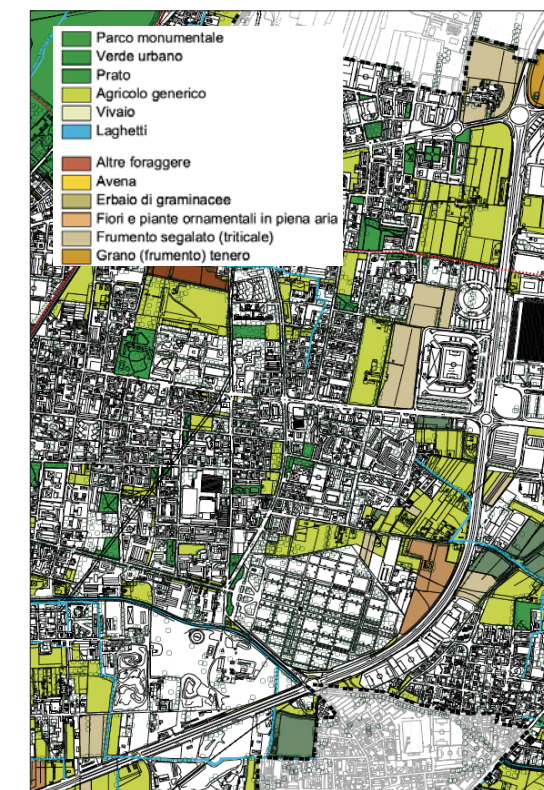 Parco monumentale
Verde urbano
Prato
Agricolo generico
Vivaio
Laghetti
Altre foraggere
Avena
Erbaio di graminacee
Fiori e piante ornamentali in piena aria
Frumento segalato (triticale)
Grano (frumento) tenero